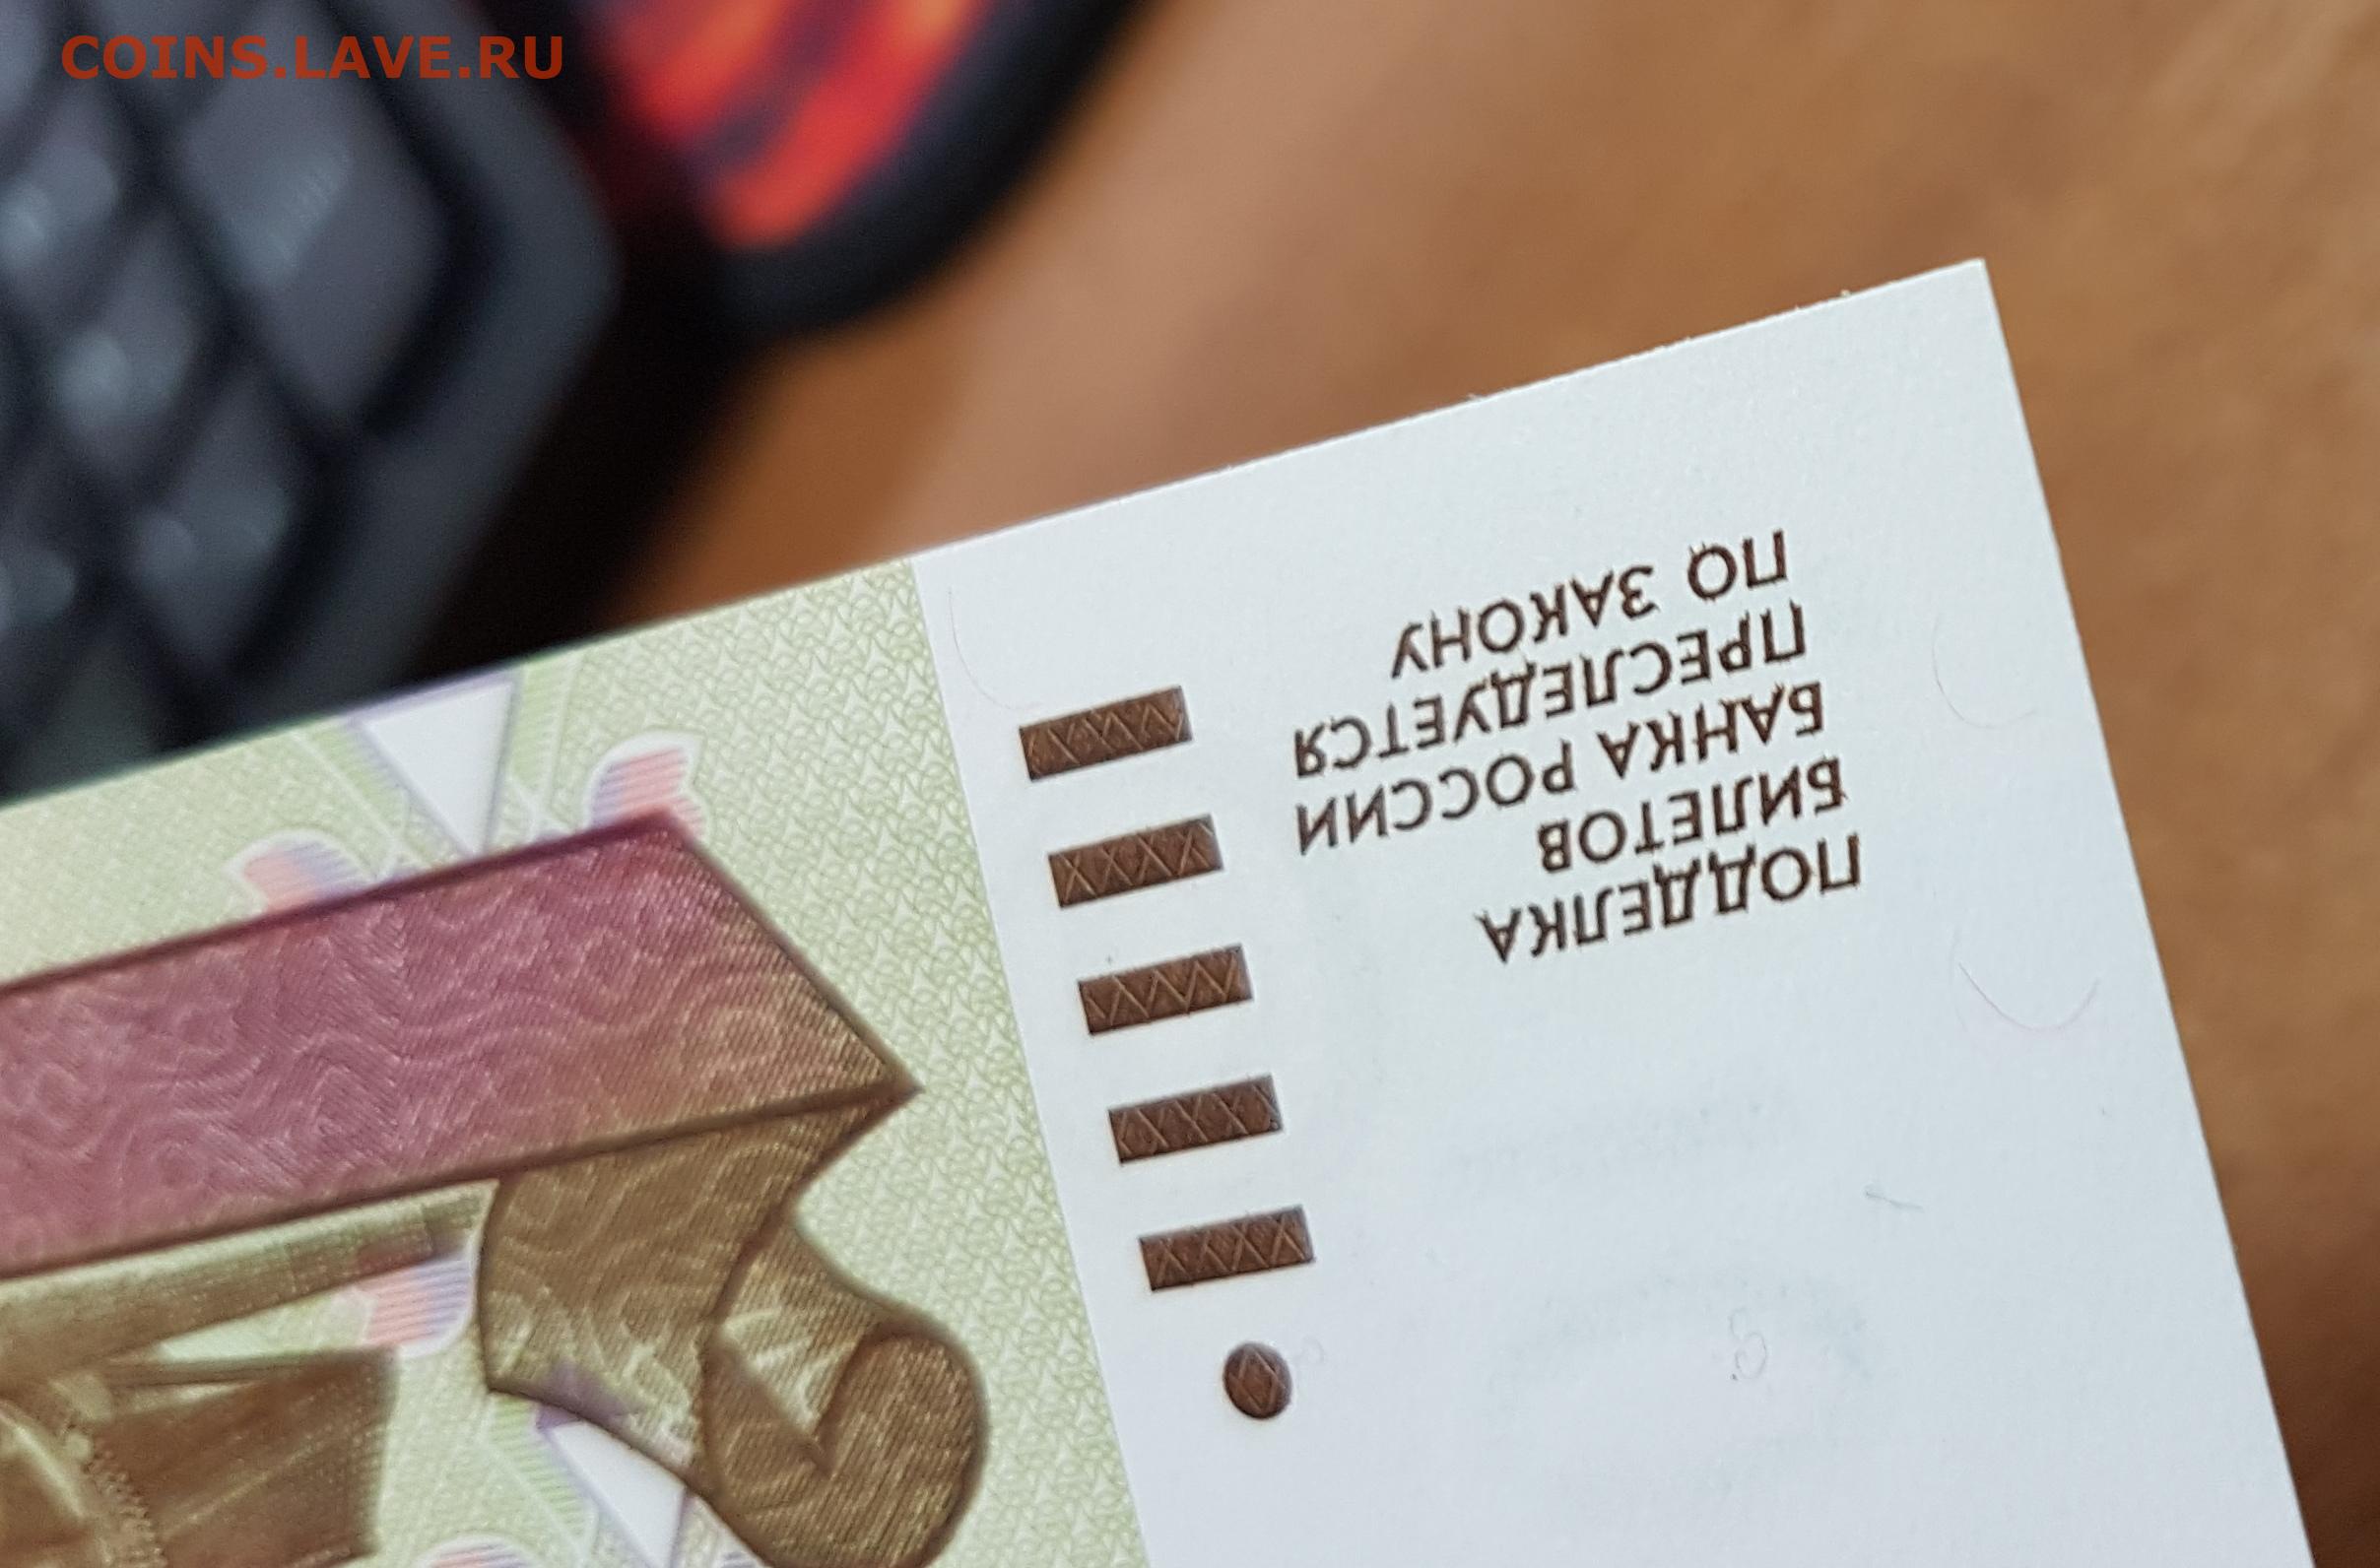 COINS.LAVE.RU
ПОДДЕЛКА
БИЛЕТОВ
БАНКА РОССИИ
ПРЕСЛЕДУЕТСЯ
ПО ЗАКОНУ